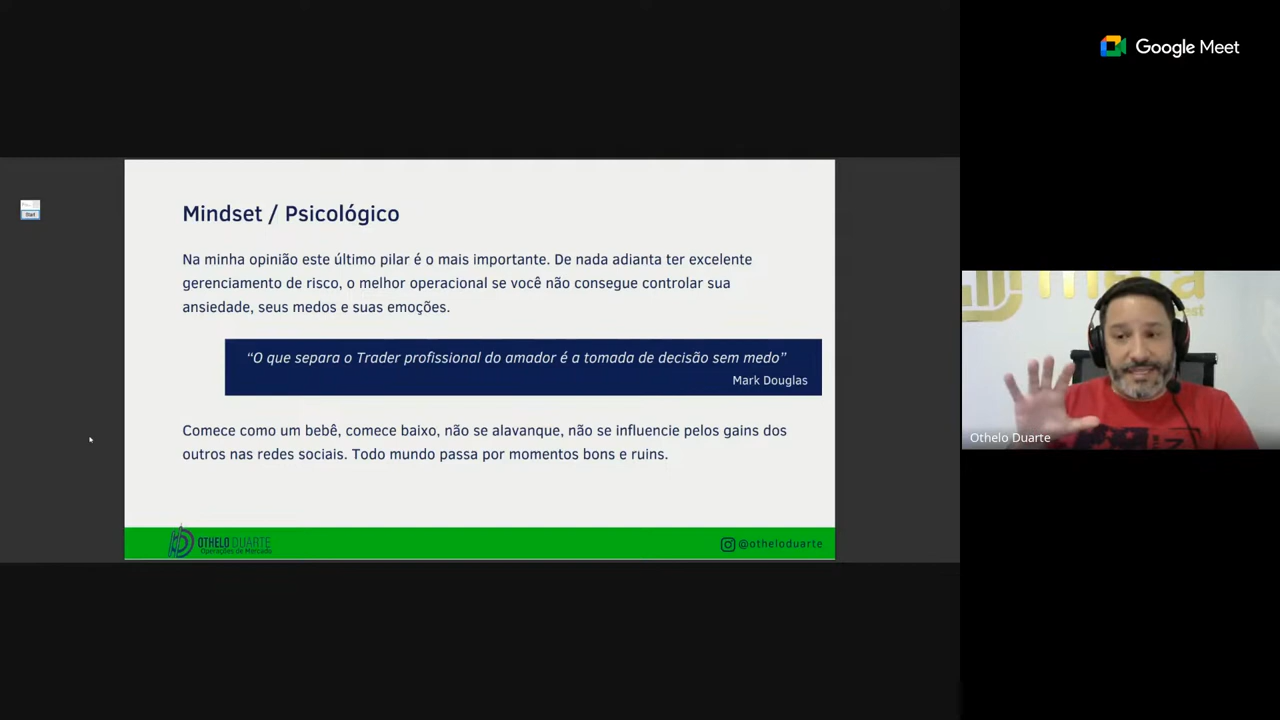 Google Meet
Mindset / Psicológico
Na minha opinião este último pilar é o mais importante. De nada adianta ter excelente
gerenciamento de risco, o melhor operacional se você não consegue controlar sua
ansiedade, seus medos e suas emoções.
“O que separa o Trader profissional do amador é a tomada de decisão sem medo”
Mark Douglas
Comece como um bebê, comece baixo, não se alavanque, não se influencie pelos gains dos
outros nas redes sociais. Todo mundo passa por momentos bons e ruins.
OTHELO DUARTE
Operações de Mercado
@otheloduarte
Othelo Duarte